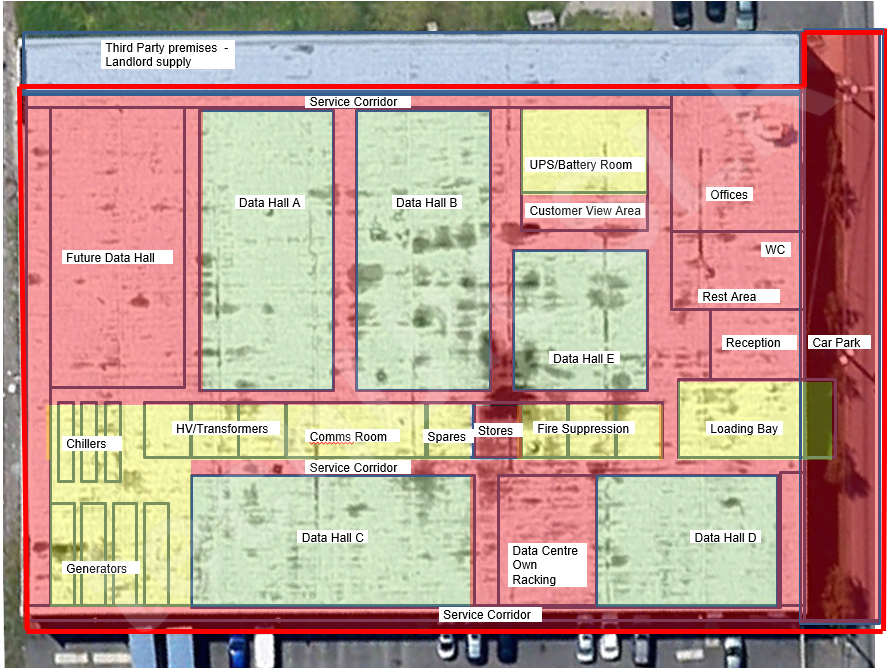 Third Party premises -
Landlord supply
Service Corridor
UPS/Battery Room
Data Hall A
Data Hall B
Offices
Customer View Area
WC
Future Data Hall
Rest Area
Reception
Car Park
Data Hall E
HV/Transformers
Fire Suppression
Loading Bay
Stores
Comms Room
Spares
Chillers
Service Corridor
Data Hall C
Data Hall D
Data Centre
Own
Racking
Generators
Service Corridor